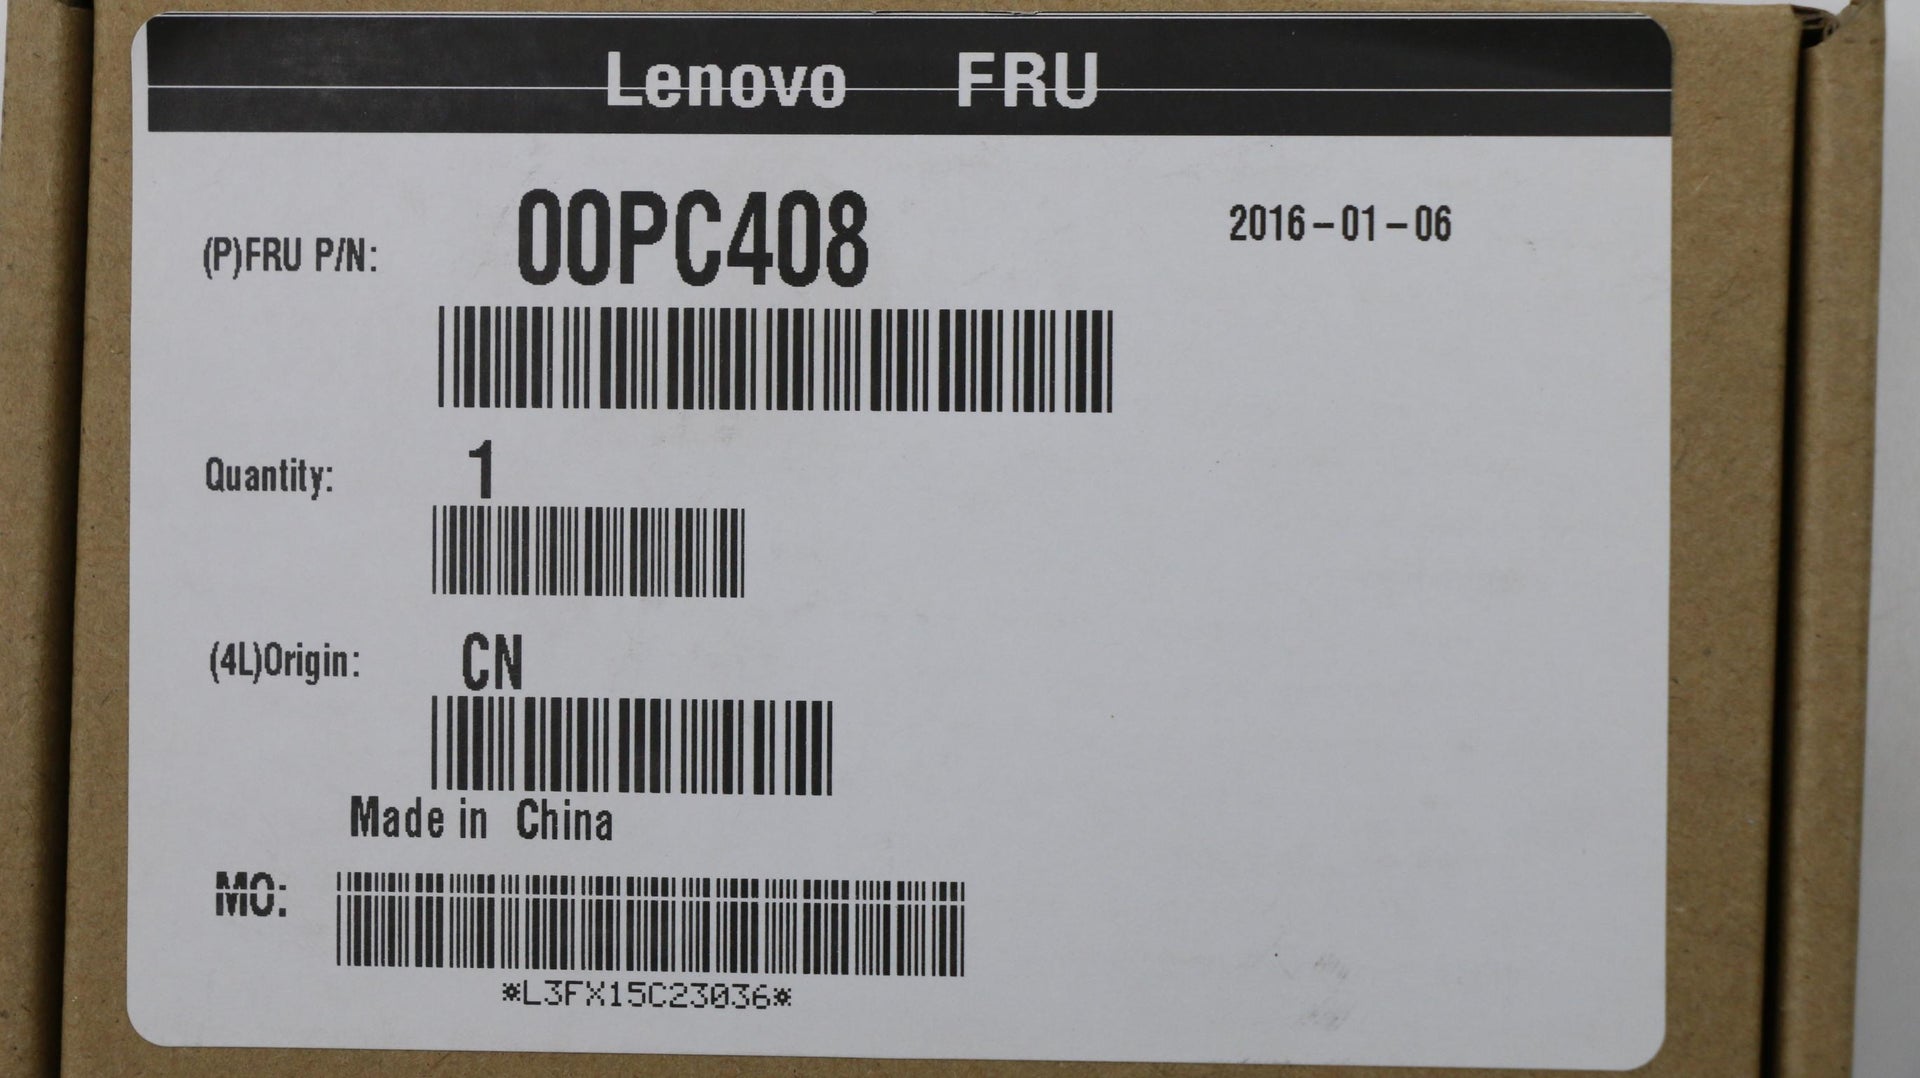 Lenovo FRU
(P)FRU P/N: 00PC408 2016-01-06
Quantity: 1
(4L)Origin: CN
Made in China
MO:
*L3FX15C23036*